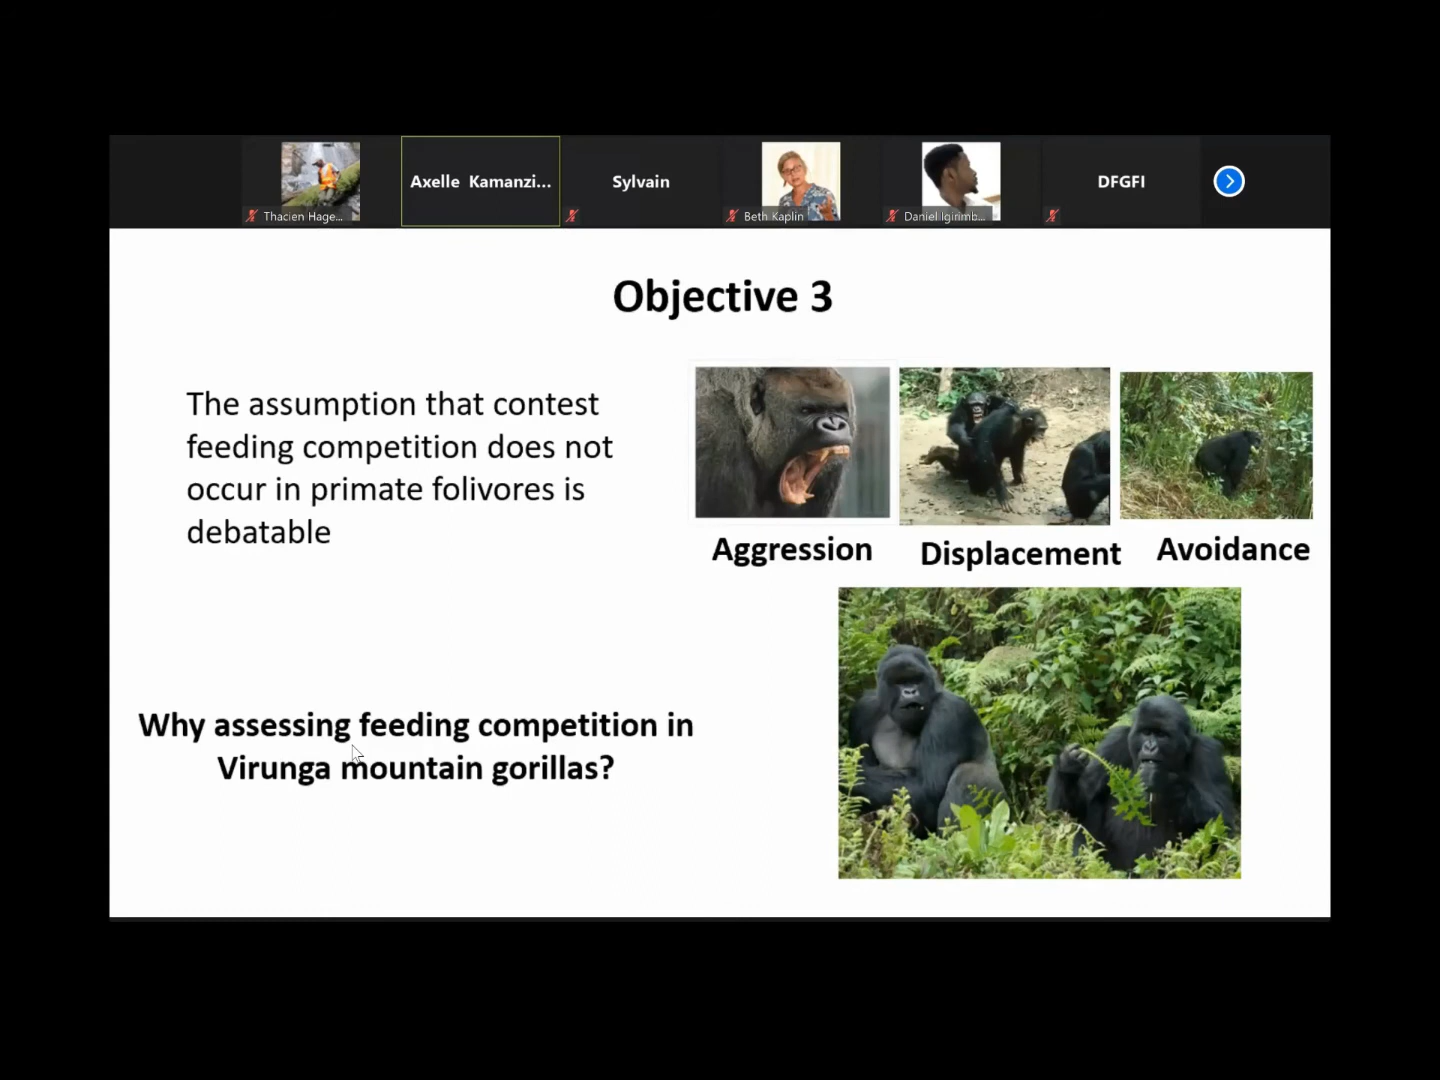 Axelle Kamanzi...
Sylvain
DFGFI
Thacien Hage...
Beth Kaplin
Daniel Igirimb...
Objective 3
The assumption that contest
feeding competition does not
occur in primate folivores is
debatable
Aggression
Displacement
Avoidance
Why assessing feeding competition in
Virunga mountain gorillas?